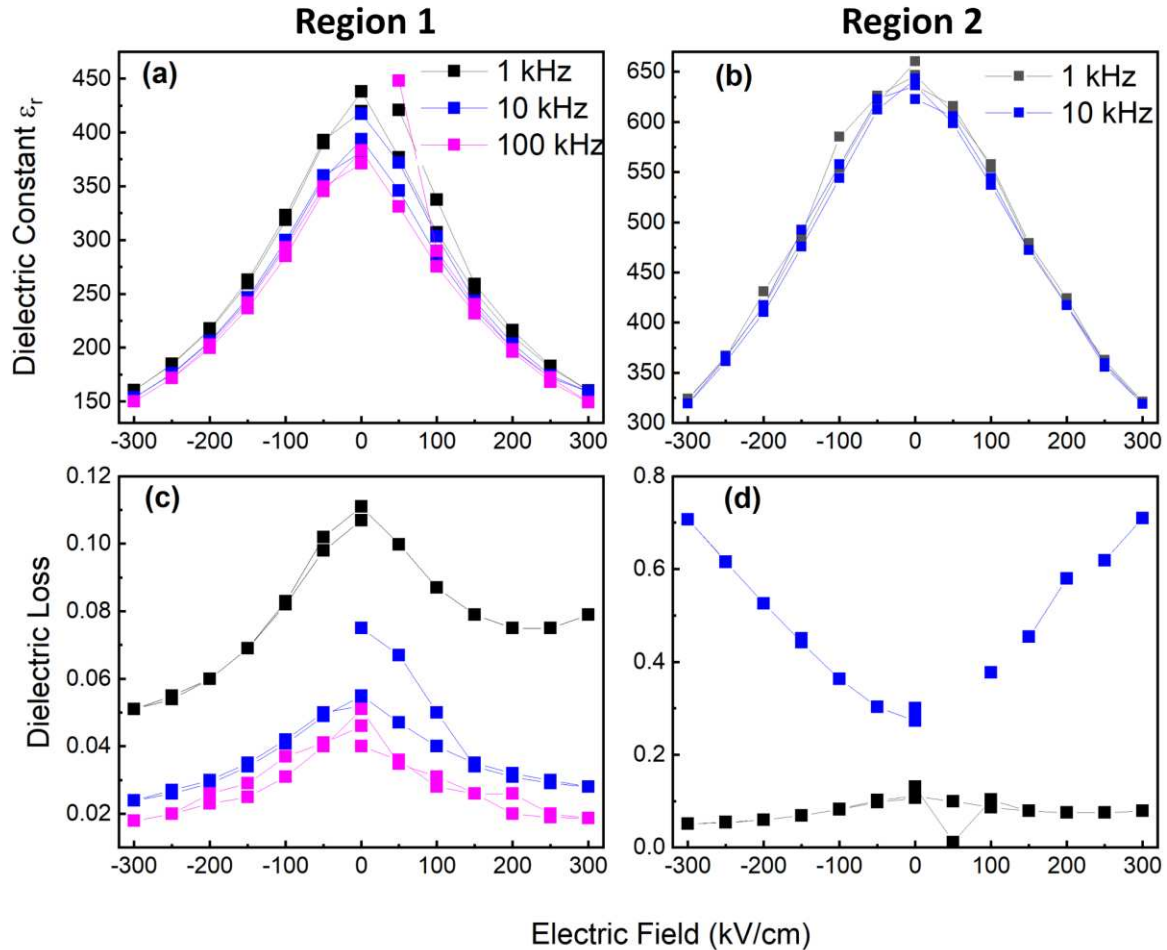 Region 1
Region 2
(a)
1 kHz
10 kHz
100 kHz
Dielectric Constant εr
450
400
350
300
250
200
150
-300 -200 -100 0 100 200 300
(b)
1 kHz
10 kHz
650
600
550
500
450
400
350
300
-300 -200 -100 0 100 200 300
(c)
Dielectric Loss
0.12
0.10
0.08
0.06
0.04
0.02
-300 -200 -100 0 100 200 300
(d)
0.8
0.6
0.4
0.2
0.0
-300 -200 -100 0 100 200 300
Electric Field (kV/cm)